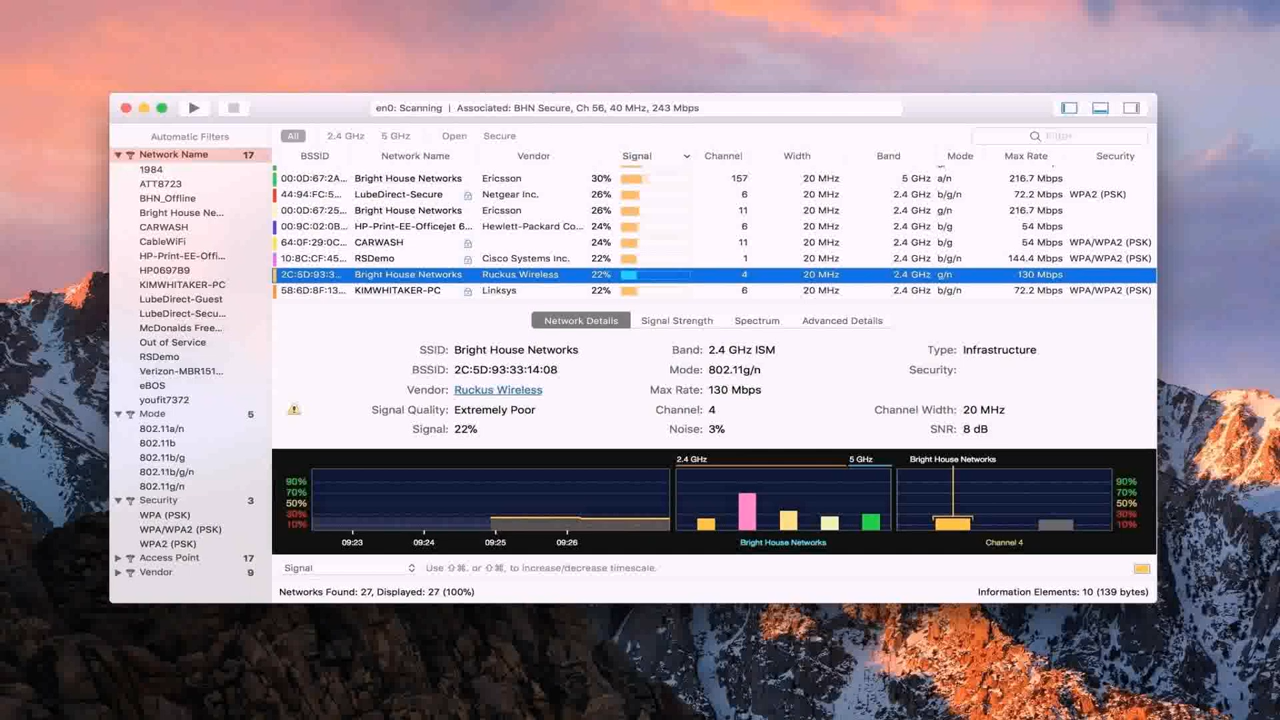 en0: Scanning | Associated: BHN Secure, Ch 56, 40 MHz, 243 Mbps
Automatic Filters
Network Name 17
1984
ATT8723
BHN_Offline
Bright House Ne...
CARWASH
CableWiFi
HP-Print-EE-Offi...
HP0697B9
KIMWHITAKER-PC
LubeDirect-Guest
LubeDirect-Secu...
McDonalds Free...
Out of Service
RSDemo
Verizon-MBR151...
eBOS
youfit7372
Mode 5
802.11a/n
802.11b
802.11b/g
802.11b/g/n
802.11g/n
Security 3
WPA (PSK)
WPA/WPA2 (PSK)
WPA2 (PSK)
Access Point 17
Vendor 9
All 2.4 GHz 5 GHz Open Secure
BSSID Network Name Vendor Signal Channel Width Band Mode Max Rate Security
00:0D:67:2A... Bright House Networks Ericsson 30% 157 20 MHz 5 GHz a/n 216.7 Mbps
44:94:FC:5... LubeDirect-Secure Netgear Inc. 26% 6 20 MHz 2.4 GHz b/g/n 72.2 Mbps WPA2 (PSK)
00:0D:67:25... Bright House Networks Ericsson 26% 11 20 MHz 2.4 GHz g/n 216.7 Mbps
00:9C:02:0B... HP-Print-EE-Officejet 6... Hewlett-Packard Co... 24% 6 20 MHz 2.4 GHz b/g 54 Mbps
64:0F:29:0C... CARWASH 24% 11 20 MHz 2.4 GHz b/g 54 Mbps WPA/WPA2 (PSK)
10:8C:CF:45... RSDemo Cisco Systems Inc. 22% 1 20 MHz 2.4 GHz b/g/n 144.4 Mbps WPA/WPA2 (PSK)
2C:5D:93:3... Bright House Networks Ruckus Wireless 22% 4 20 MHz 2.4 GHz g/n 130 Mbps
58:6D:8F:13... KIMWHITAKER-PC Linksys 22% 6 20 MHz 2.4 GHz b/g/n 72.2 Mbps WPA/WPA2 (PSK)
Network Details Signal Strength Spectrum Advanced Details
SSID: Bright House Networks Band: 2.4 GHz ISM Type: Infrastructure
BSSID: 2C:5D:93:33:14:08 Mode: 802.11g/n Security:
Vendor: Ruckus Wireless Max Rate: 130 Mbps
Signal Quality: Extremely Poor Channel: 4 Channel Width: 20 MHz
Signal: 22% Noise: 3% SNR: 8 dB
2.4 GHz 5 GHz Bright House Networks
90% 90%
70% 70%
50% 50%
30% 30%
10% 10%
09:23 09:24 09:25 09:26 Bright House Networks Channel 4
Signal Use ⇧⌘. or ⇧⌘, to increase/decrease timescale.
Networks Found: 27, Displayed: 27 (100%) Information Elements: 10 (139 bytes)